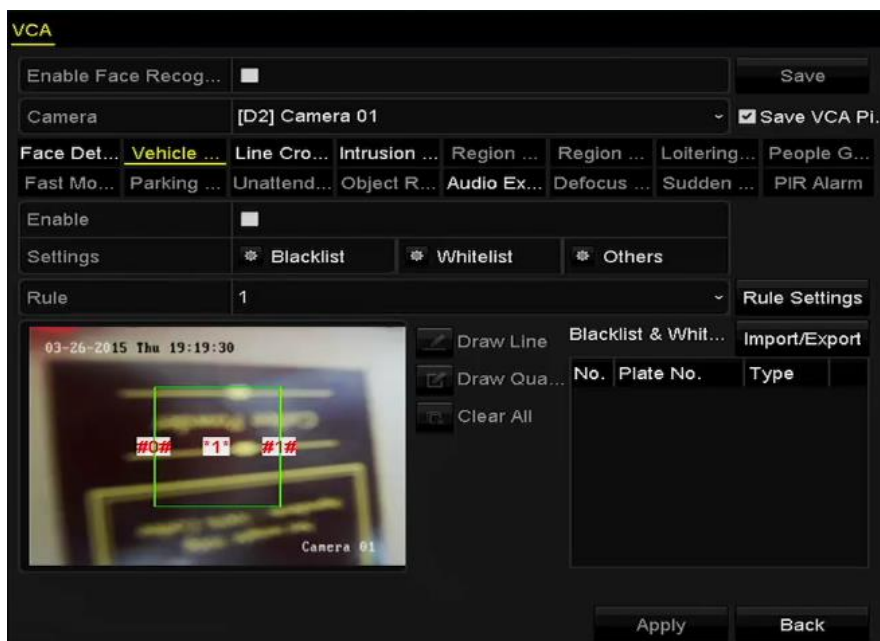 VCA
Enable Face Recog... Save
Camera [D2] Camera 01 Save VCA Pi.
Face Det... Vehicle ... Line Cro... Intrusion ... Region ... Region ... Loitering... People G...
Fast Mo... Parking ... Unattend... Object R... Audio Ex... Defocus ... Sudden ... PIR Alarm
Enable
Settings Blacklist Whitelist Others
Rule 1 Rule Settings
03-26-2015 Thu 19:19:30
Draw Line Blacklist & Whit... Import/Export
Draw Qua... No. Plate No. Type
Clear All
#0# *1* #1#
Camera 01
Apply Back